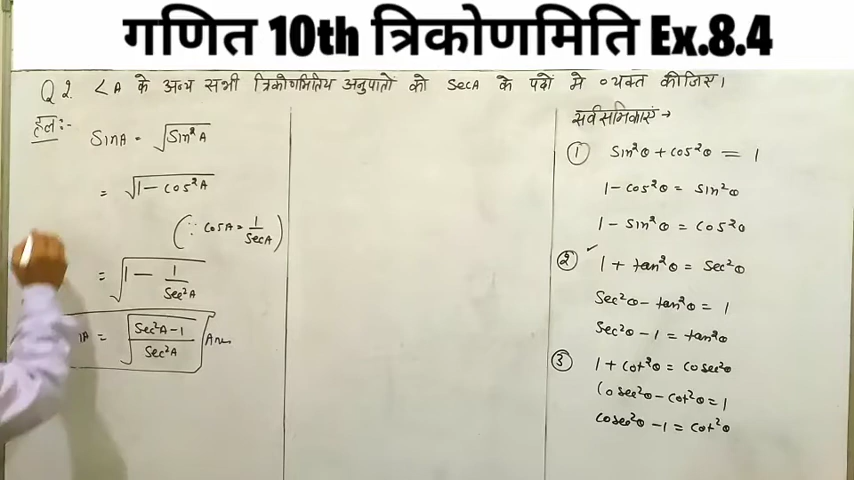 गणित 10th त्रिकोणमिति Ex.8.4
Q 2. ∠A के अन्य सभी त्रिकोणमितीय अनुपातों को SecA के पदों मे व्यक्त कीजिए।
हल:-
SinA = √Sin²A
= √1 - cos²A
(∵ cosA = 1/SecA)
= √1 - 1/Sec²A
A = √Sec²A-1/Sec²A Ans
सर्वसमिकाएं →
① Sin²θ + cos²θ = 1
1 - cos²θ = Sin²θ
1 - Sin²θ = cos²θ
② 1 + tan²θ = Sec²θ
Sec²θ - tan²θ = 1
Sec²θ - 1 = tan²θ
③ 1 + cot²θ = cosec²θ
Cosec²θ - cot²θ = 1
cosec²θ - 1 = cot²θ